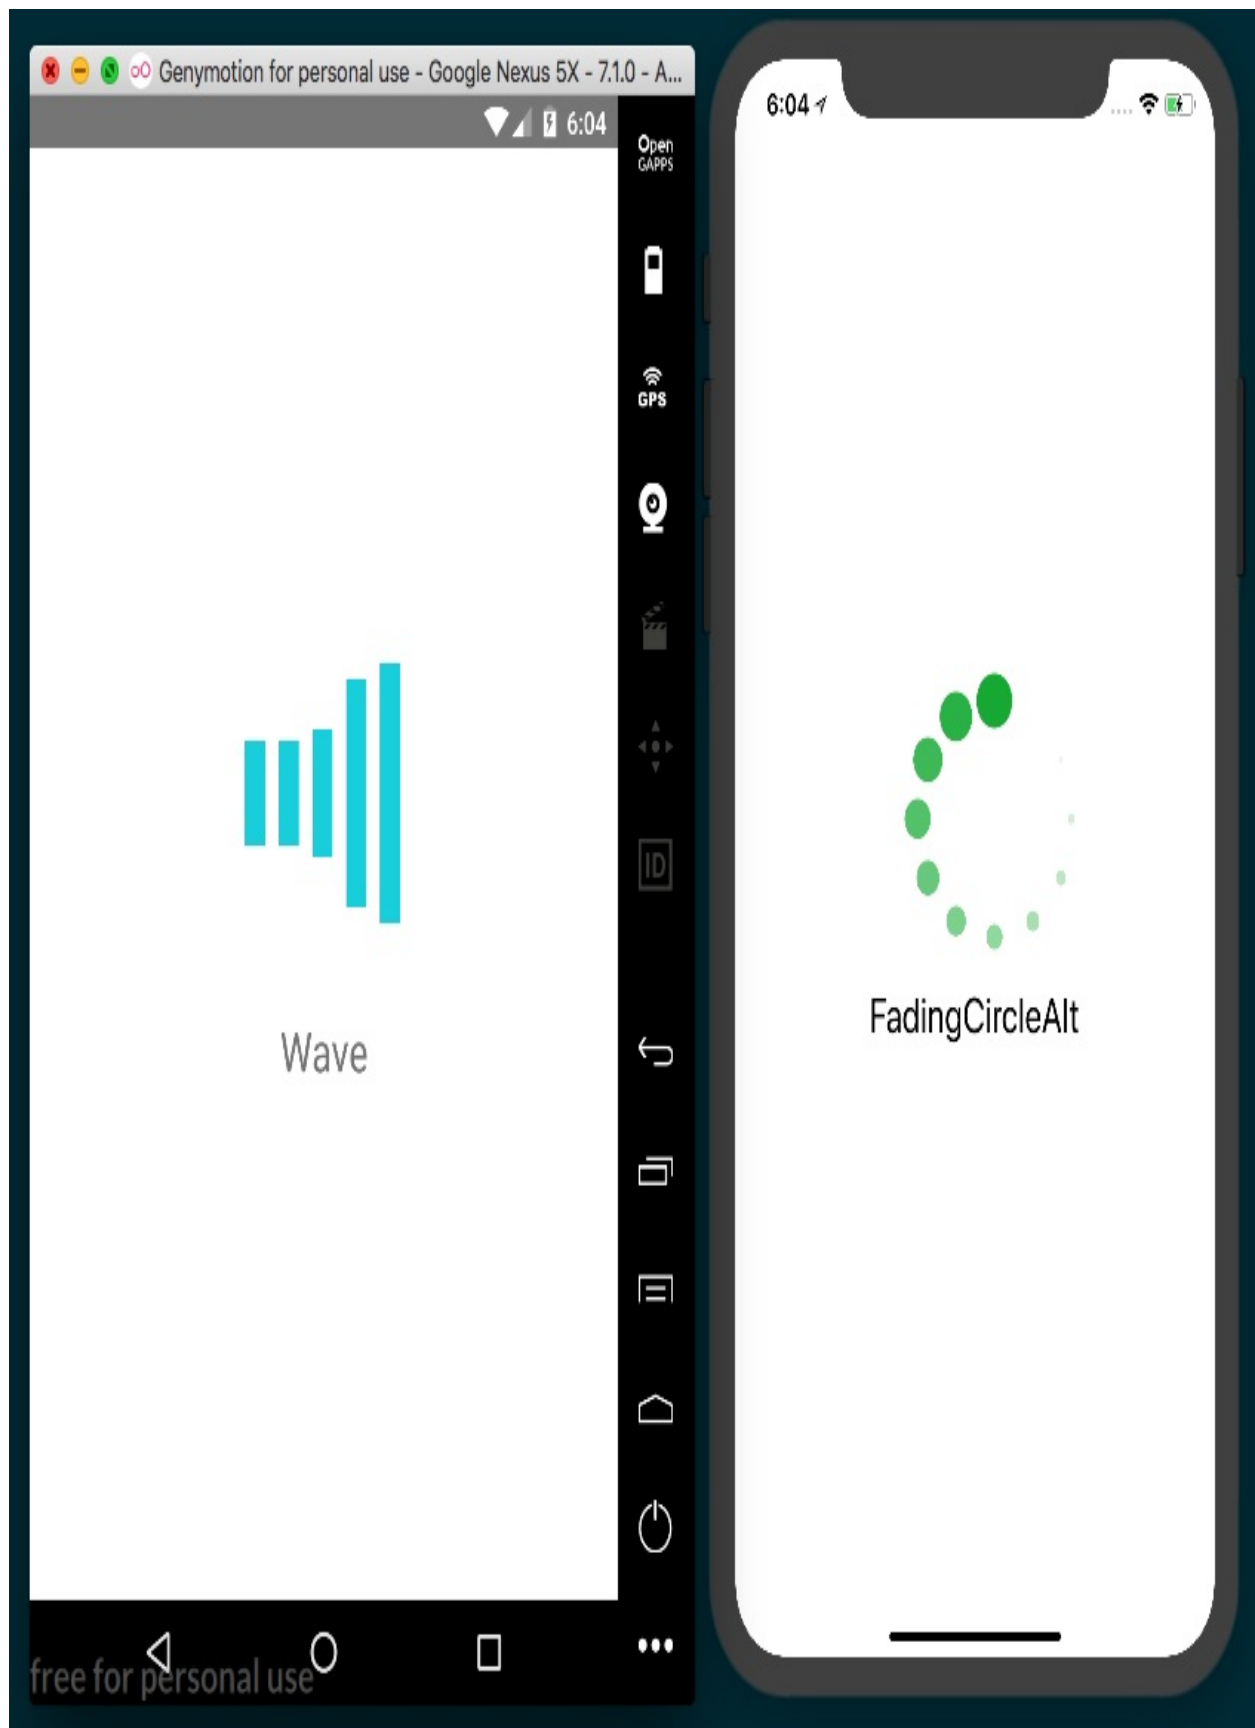 Genymotion for personal use - Google Nexus 5X - 7.1.0 - A...
6:04
Open
GAPPS
GPS
ID
Wave
free for personal use
6:04
FadingCircleAlt